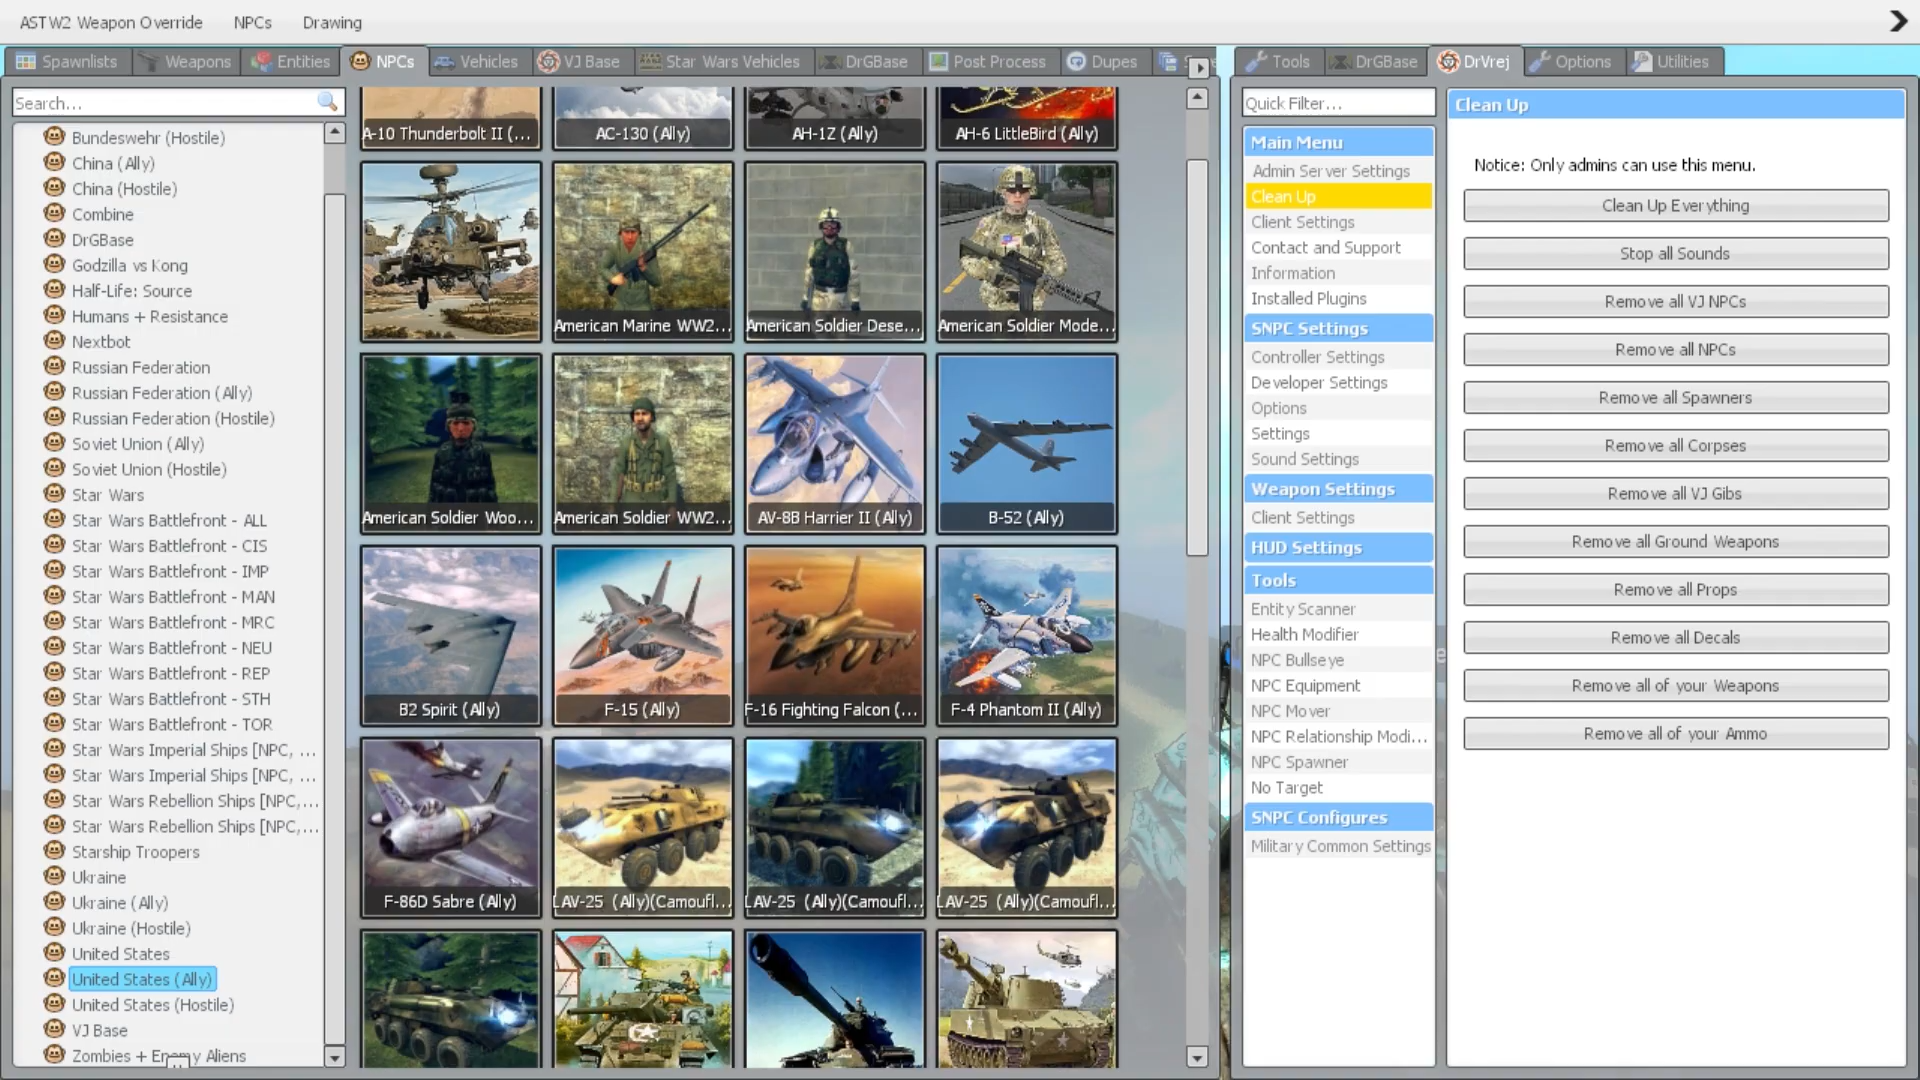 ASTW2 Weapon Override NPCs Drawing
Spawnlists Weapons Entities NPCs Vehicles VJ Base Star Wars Vehicles DrGBase Post Process Dupes
Tools DrGBase DrVrej Options Utilities
Search...
Bundeswehr (Hostile)
China (Ally)
China (Hostile)
Combine
DrGBase
Godzilla vs Kong
Half-Life: Source
Humans + Resistance
Nextbot
Russian Federation
Russian Federation (Ally)
Russian Federation (Hostile)
Soviet Union (Ally)
Soviet Union (Hostile)
Star Wars
Star Wars Battlefront - ALL
Star Wars Battlefront - CIS
Star Wars Battlefront - IMP
Star Wars Battlefront - MAN
Star Wars Battlefront - MRC
Star Wars Battlefront - NEU
Star Wars Battlefront - REP
Star Wars Battlefront - STH
Star Wars Battlefront - TOR
Star Wars Imperial Ships [NPC, ...
Star Wars Imperial Ships [NPC, ...
Star Wars Rebellion Ships [NPC,...
Star Wars Rebellion Ships [NPC,...
Starship Troopers
Ukraine
Ukraine (Ally)
Ukraine (Hostile)
United States
United States (Ally)
United States (Hostile)
VJ Base
Zombies + Enemy Aliens
A-10 Thunderbolt II (...
AC-130 (Ally)
AH-1Z (Ally)
AH-6 LittleBird (Ally)
American Marine WW2...
American Soldier Dese...
American Soldier Mode...
American Soldier Woo...
American Soldier WW2...
AV-8B Harrier II (Ally)
B-52 (Ally)
B2 Spirit (Ally)
F-15 (Ally)
F-16 Fighting Falcon (...
F-4 Phantom II (Ally)
F-86D Sabre (Ally)
LAV-25 (Ally)(Camoufl...
LAV-25 (Ally)(Camoufl...
LAV-25 (Ally)(Camoufl...
Quick Filter...
Main Menu
Admin Server Settings
Clean Up
Client Settings
Contact and Support
Information
Installed Plugins
SNPC Settings
Controller Settings
Developer Settings
Options
Settings
Sound Settings
Weapon Settings
Client Settings
HUD Settings
Tools
Entity Scanner
Health Modifier
NPC Bullseye
NPC Equipment
NPC Mover
NPC Relationship Modi...
NPC Spawner
No Target
SNPC Configures
Military Common Settings
Clean Up
Notice: Only admins can use this menu.
Clean Up Everything
Stop all Sounds
Remove all VJ NPCs
Remove all NPCs
Remove all Spawners
Remove all Corpses
Remove all VJ Gibs
Remove all Ground Weapons
Remove all Props
Remove all Decals
Remove all of your Weapons
Remove all of your Ammo